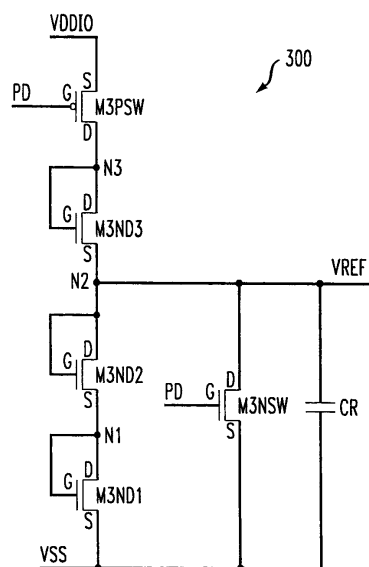 VDDIO
300
S
PD G M3PSW
D
N3
D
G M3ND3
S
N2 VREF
D
G M3ND2
S
D
PD G M3NSW
S
CR
N1
D
G M3ND1
S
VSS